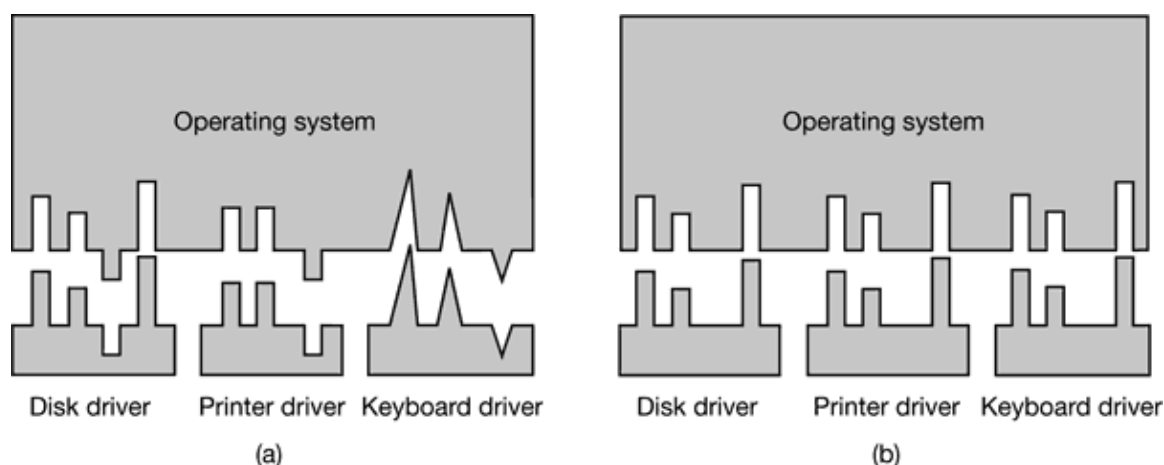 Operating system
Operating system
Disk driver
Printer driver
Keyboard driver
Disk driver
Printer driver
Keyboard driver
(a)
(b)